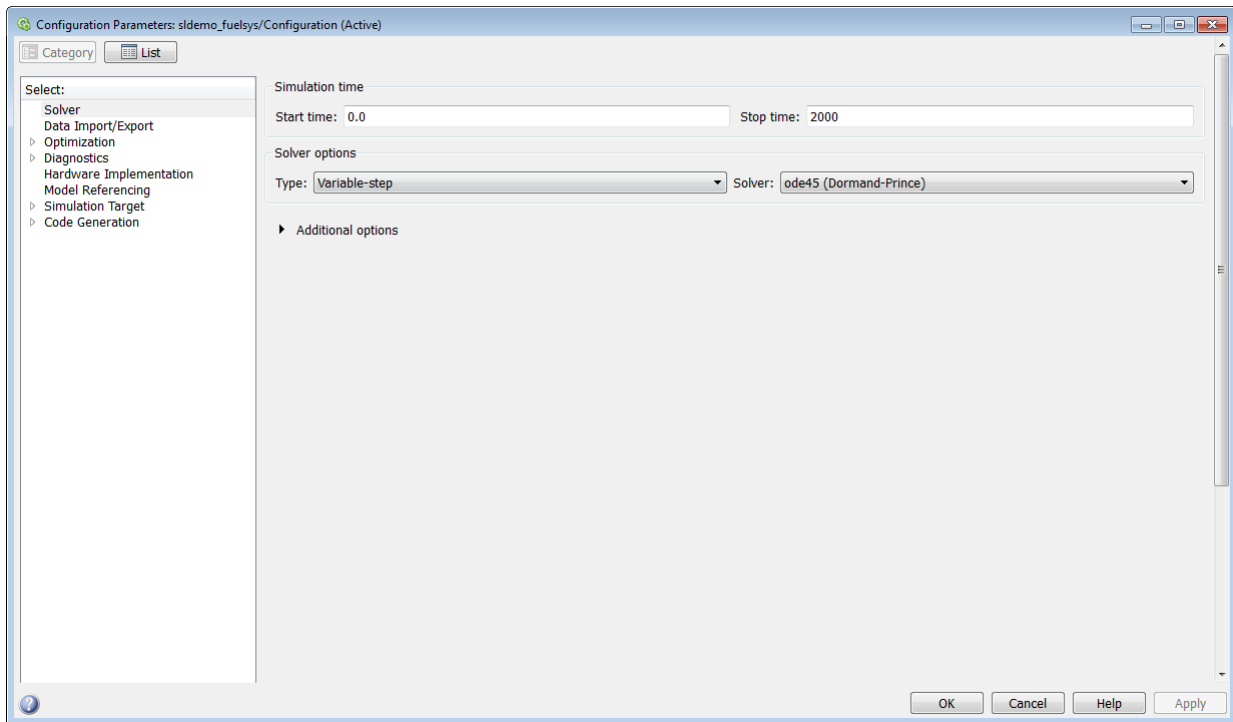 Configuration Parameters: sldemo_fuelsys/Configuration (Active)
Category List
Select:
Solver
Data Import/Export
Optimization
Diagnostics
Hardware Implementation
Model Referencing
Simulation Target
Code Generation
Simulation time
Start time: 0.0 Stop time: 2000
Solver options
Type: Variable-step Solver: ode45 (Dormand-Prince)
Additional options
OK Cancel Help Apply